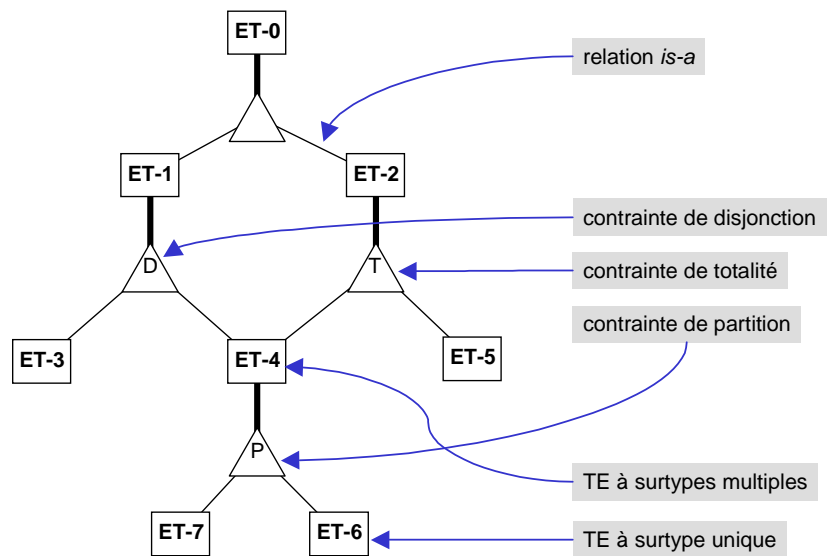 ET-0
relation is-a
ET-1
ET-2
contrainte de disjonction
D
T
contrainte de totalité
contrainte de partition
ET-3
ET-4
ET-5
P
TE à surtypes multiples
ET-7
ET-6
TE à surtype unique